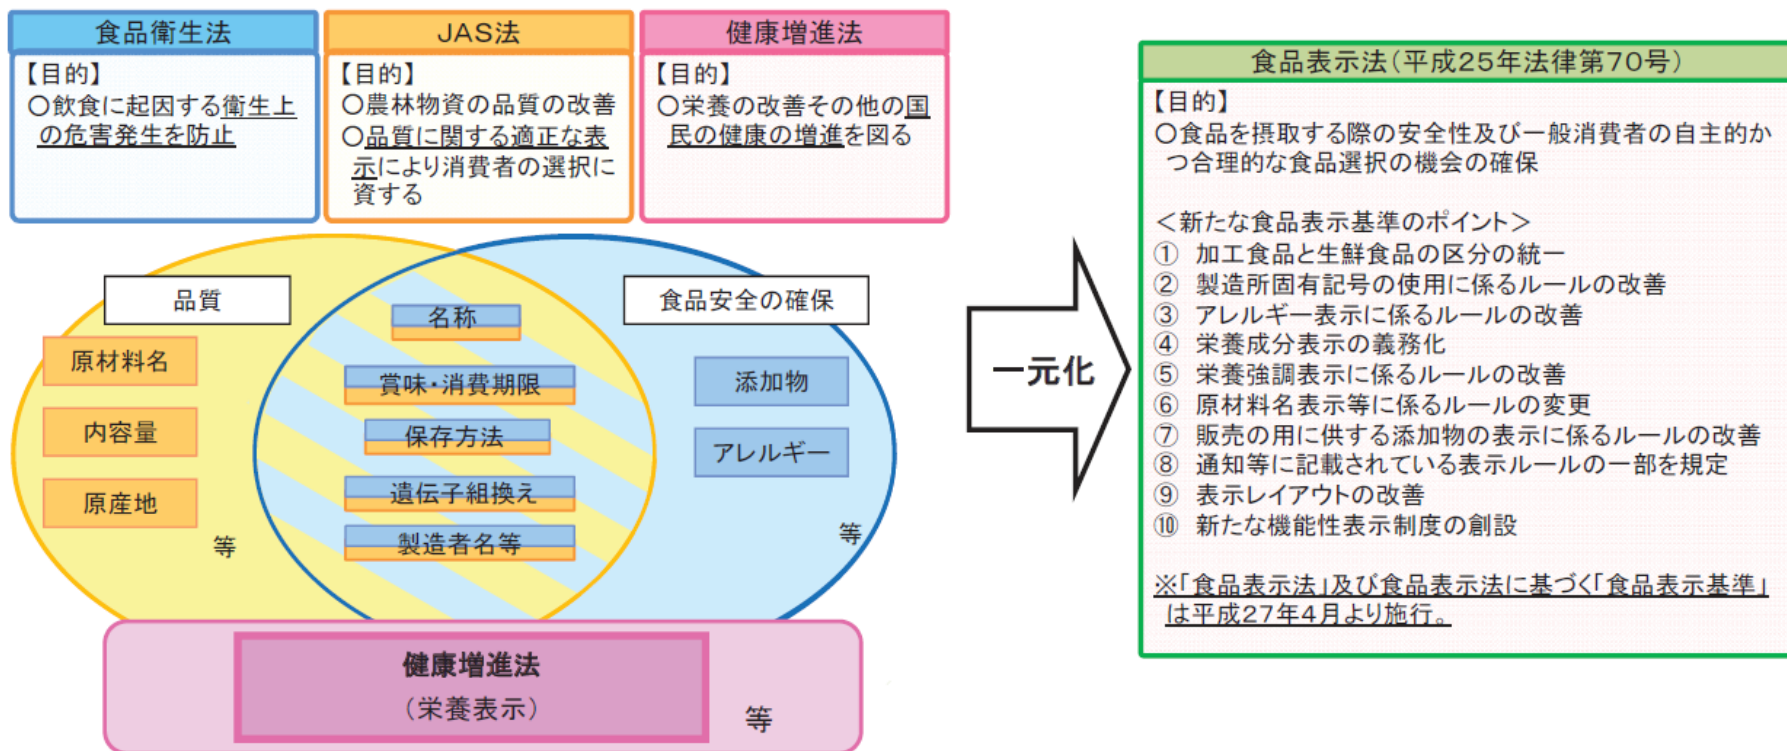 食品衛生法
【目的】
○飲食に起因する衛生上
の危害発生を防止
JAS法
【目的】
○農林物資の品質の改善
○品質に関する適正な表
示により消費者の選択に
資する
健康増進法
【目的】
○栄養の改善その他の国
民の健康の増進を図る
品質
原材料名
内容量
原産地
等
名称
賞味・消費期限
保存方法
遺伝子組換え
製造者名等
食品安全の確保
添加物
アレルギー
等
健康増進法
（栄養表示）
等
一元化
食品表示法（平成25年法律第70号）
【目的】
○食品を摂取する際の安全性及び一般消費者の自主的か
つ合理的な食品選択の機会の確保
＜新たな食品表示基準のポイント＞
① 加工食品と生鮮食品の区分の統一
② 製造所固有記号の使用に係るルールの改善
③ アレルギー表示に係るルールの改善
④ 栄養成分表示の義務化
⑤ 栄養強調表示に係るルールの改善
⑥ 原材料名表示等に係るルールの変更
⑦ 販売の用に供する添加物の表示に係るルールの改善
⑧ 通知等に記載されている表示ルールの一部を規定
⑨ 表示レイアウトの改善
⑩ 新たな機能性表示制度の創設
※「食品表示法」及び食品表示法に基づく「食品表示基準」
は平成27年4月より施行。